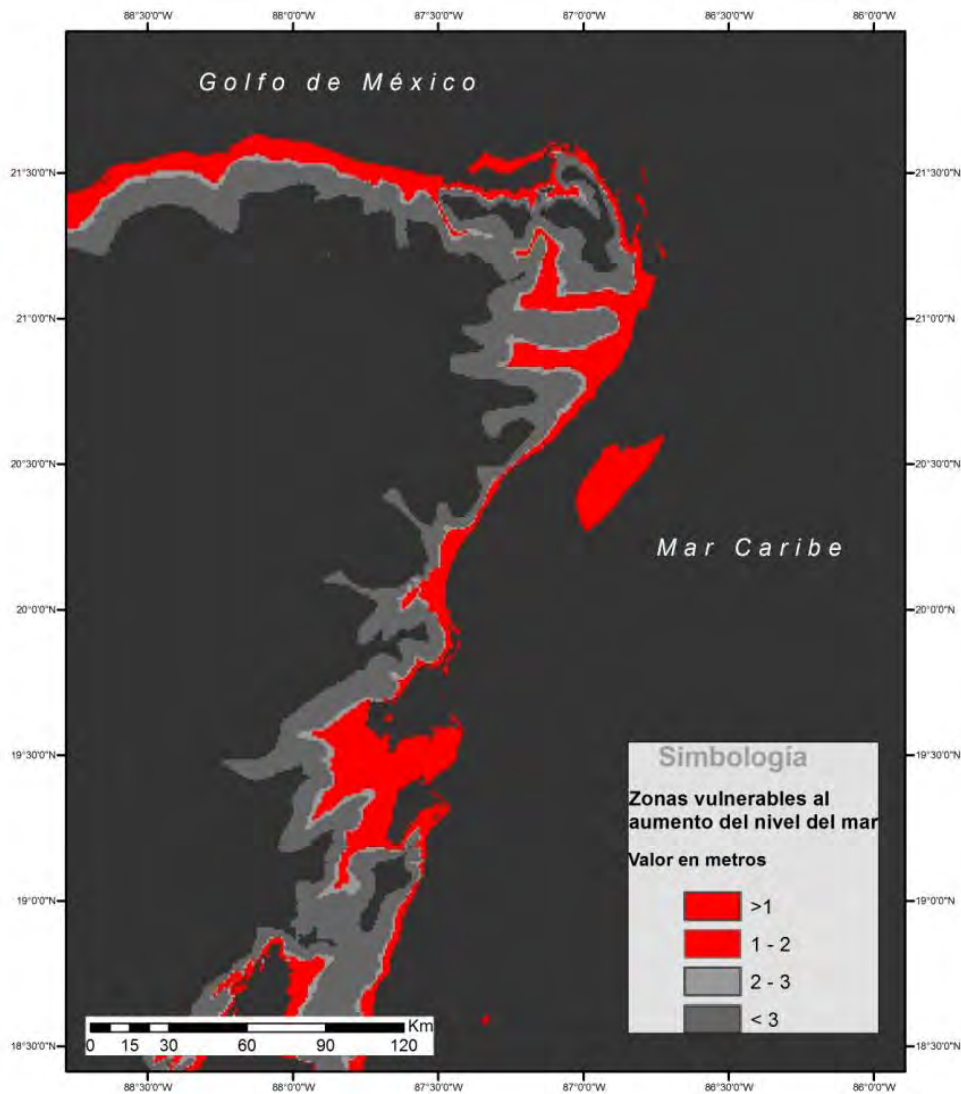 88°30'0"W 88°0'0"W 87°30'0"W 87°0'0"W 86°30'0"W 86°0'0"W
Golfo de México
21°30'0"N 21°30'0"N
21°0'0"N 21°0'0"N
20°30'0"N 20°30'0"N
Mar Caribe
20°0'0"N 20°0'0"N
19°30'0"N 19°30'0"N
Simbología
Zonas vulnerables al
aumento del nivel del mar
Valor en metros
>1
1 - 2
2 - 3
< 3
19°0'0"N 19°0'0"N
Km
0 15 30 60 90 120
18°30'0"N 18°30'0"N
88°30'0"W 88°0'0"W 87°30'0"W 87°0'0"W 86°30'0"W 86°0'0"W